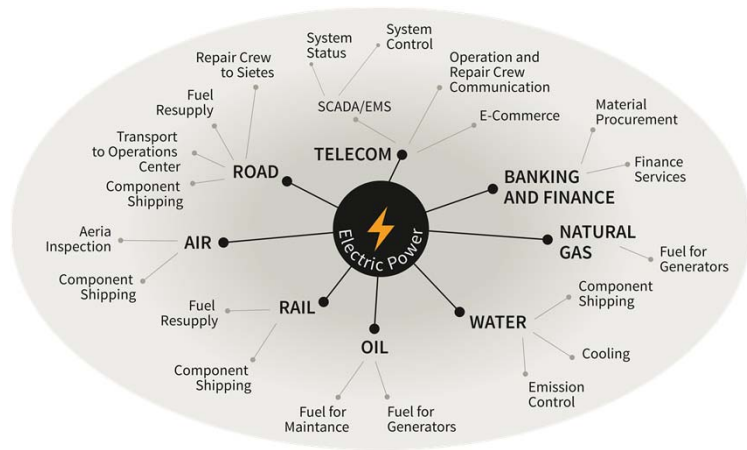 System
Status
System
Control
Repair Crew
to Sietes
Operation and
Repair Crew
Communication
Fuel
Resupply
SCADA/EMS
E-Commerce
Material
Procurement
Transport
to Operations
Center
TELECOM
ROAD
Component
Shipping
BANKING
AND FINANCE
Finance
Services
Aeria
Inspection
AIR
Electric Power
NATURAL
GAS
Fuel for
Generators
Component
Shipping
Fuel
Resupply
RAIL
Component
Shipping
WATER
OIL
Cooling
Component
Shipping
Emission
Control
Fuel for
Maintance
Fuel for
Generators